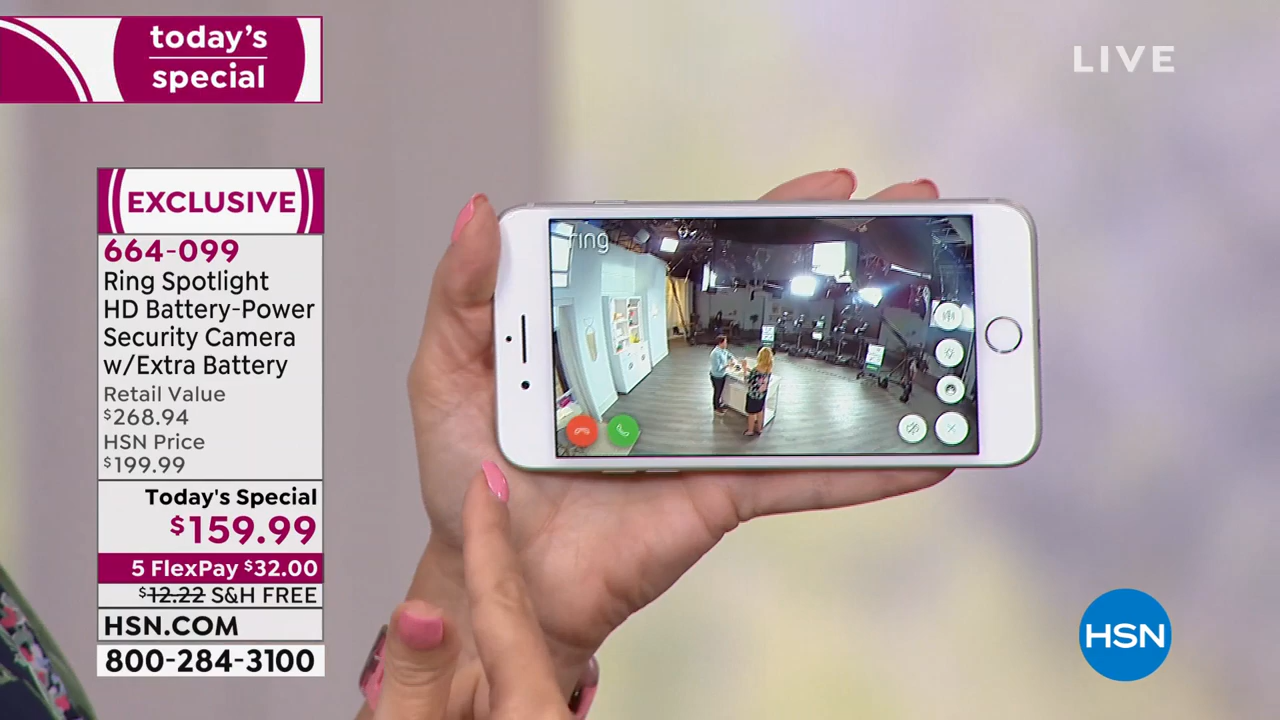 today's
special
LIVE
EXCLUSIVE
664-099
Ring Spotlight
HD Battery-Power
Security Camera
w/Extra Battery
Retail Value
$268.94
HSN Price
$199.99
Today's Special
$159.99
5 FlexPay $32.00
$12.22 S&H FREE
HSN.COM
800-284-3100
ring
HSN